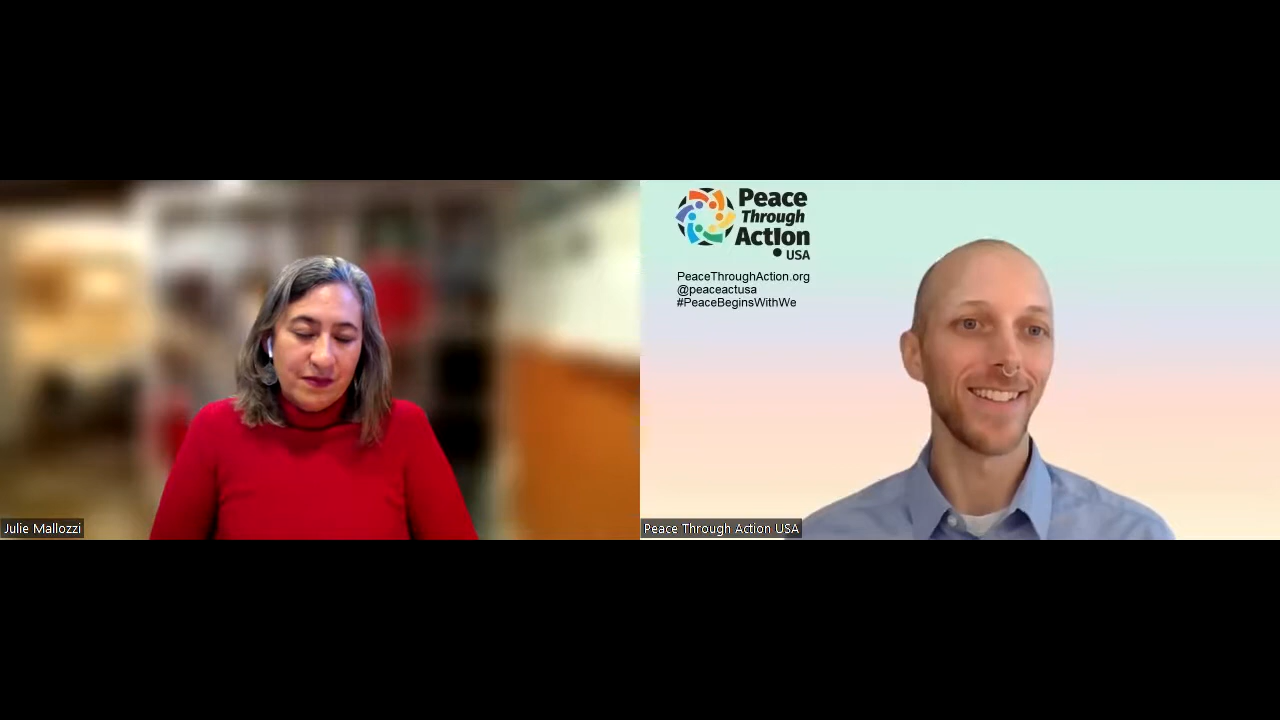 Peace
Through
Action
USA
PeaceThroughAction.org
@peaceactusa
#PeaceBeginsWithWe
Julie Mallozzi
Peace Through Action USA